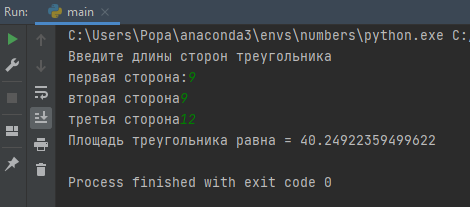 Run: main
C:\Users\Popa\anaconda3\envs\numbers\python.exe C:/
Введите длины сторон треугольника
первая сторона:9
вторая сторона9
третья сторона12
Площадь треугольника равна = 40.24922359499622
Process finished with exit code 0